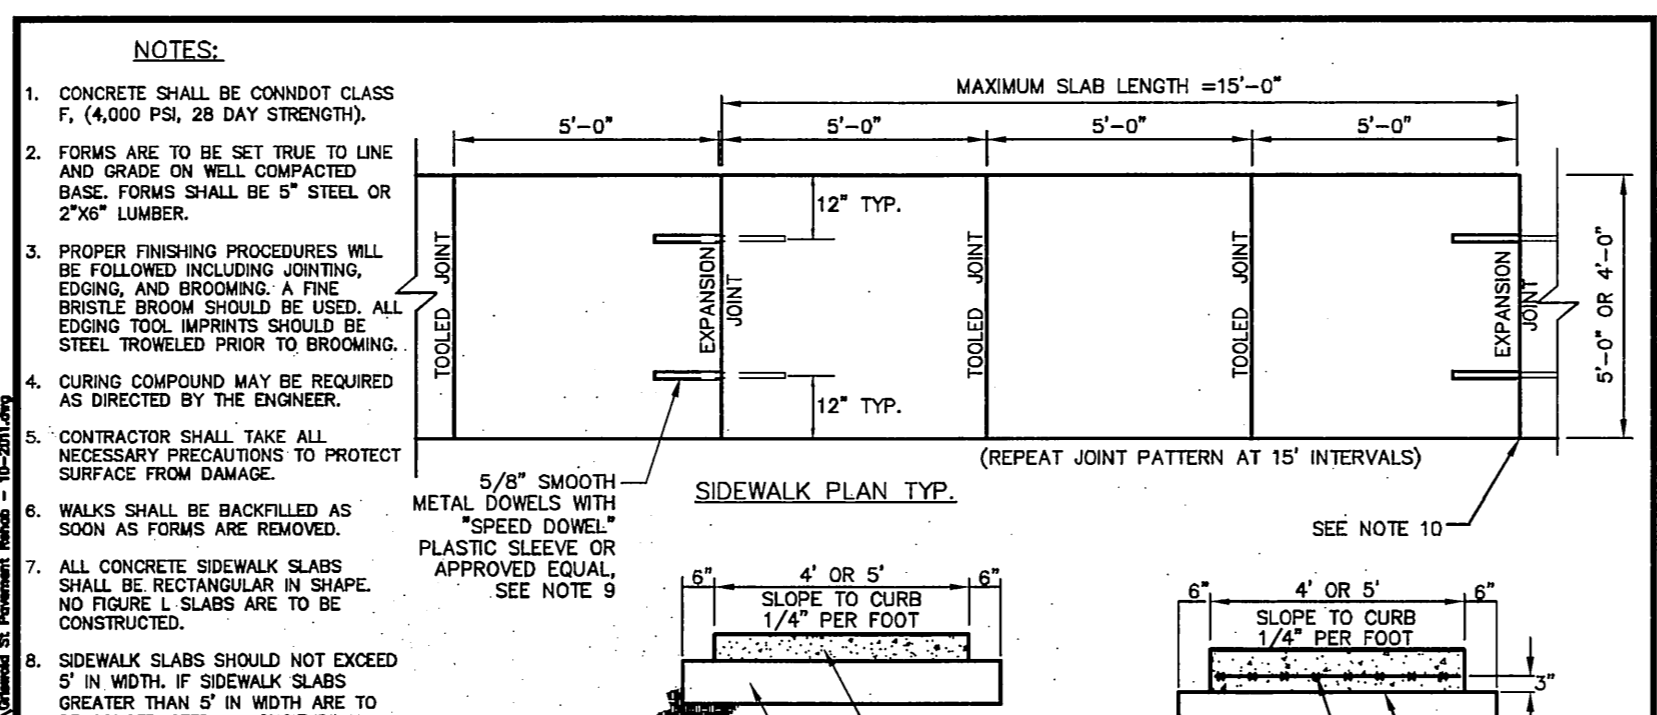 NOTES:
1. CONCRETE SHALL BE CONNDOT CLASS
F, (4,000 PSI, 28 DAY STRENGTH).
2. FORMS ARE TO BE SET TRUE TO LINE
AND GRADE ON WELL COMPACTED
BASE. FORMS SHALL BE 5" STEEL OR
2"X6" LUMBER.
3. PROPER FINISHING PROCEDURES WILL
BE FOLLOWED INCLUDING JOINTING,
EDGING, AND BROOMING. A FINE
BRISTLE BROOM SHOULD BE USED. ALL
EDGING TOOL IMPRINTS SHOULD BE
STEEL TROWELED PRIOR TO BROOMING.
4. CURING COMPOUND MAY BE REQUIRED
AS DIRECTED BY THE ENGINEER.
5. CONTRACTOR SHALL TAKE ALL
NECESSARY PRECAUTIONS TO PROTECT
SURFACE FROM DAMAGE.
6. WALKS SHALL BE BACKFILLED AS
SOON AS FORMS ARE REMOVED.
7. ALL CONCRETE SIDEWALK SLABS
SHALL BE RECTANGULAR IN SHAPE.
NO FIGURE L SLABS ARE TO BE
CONSTRUCTED.
8. SIDEWALK SLABS SHOULD NOT EXCEED
5' IN WIDTH. IF SIDEWALK SLABS
GREATER THAN 5' IN WIDTH ARE TO
MAXIMUM SLAB LENGTH =15'-0"
5'-0"
5'-0"
5'-0"
5'-0"
12" TYP.
12" TYP.
TOOLED JOINT
EXPANSION
JOINT
TOOLED JOINT
TOOLED JOINT
EXPANSION
JOINT
5'-0" OR 4'-0"
(REPEAT JOINT PATTERN AT 15' INTERVALS)
SIDEWALK PLAN TYP.
SEE NOTE 10
5/8" SMOOTH
METAL DOWELS WITH
"SPEED DOWEL"
PLASTIC SLEEVE OR
APPROVED EQUAL,
SEE NOTE 9
6"
4' OR 5'
6"
SLOPE TO CURB
1/4" PER FOOT
6"
4' OR 5'
6"
SLOPE TO CURB
1/4" PER FOOT
3"
St. Pavement Rehab - 10-2011.dwg